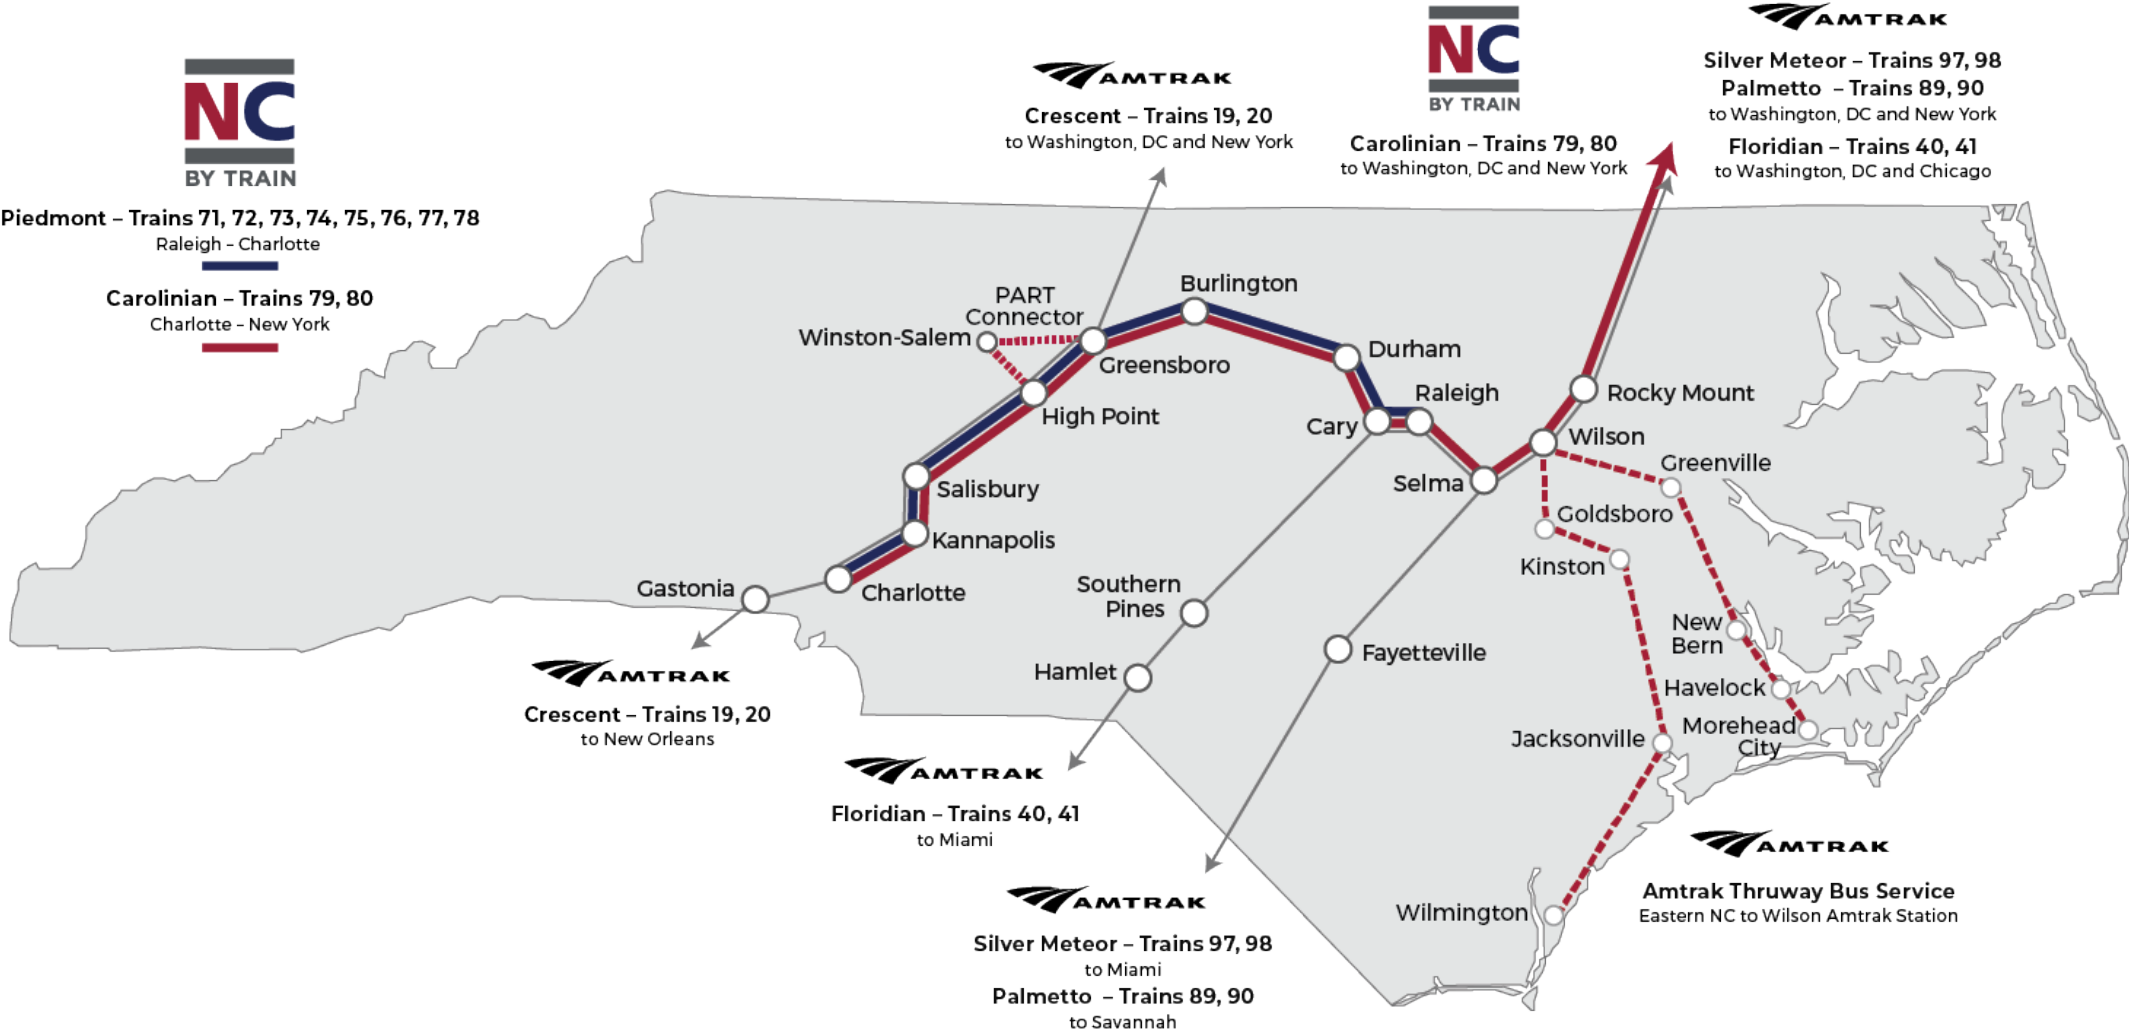 NC
BY TRAIN
Piedmont – Trains 71, 72, 73, 74, 75, 76, 77, 78
Raleigh – Charlotte
Carolinian – Trains 79, 80
Charlotte – New York
AMTRAK
Crescent – Trains 19, 20
to Washington, DC and New York
NC
BY TRAIN
Carolinian – Trains 79, 80
to Washington, DC and New York
AMTRAK
Silver Meteor – Trains 97, 98
Palmetto – Trains 89, 90
to Washington, DC and New York
Floridian – Trains 40, 41
to Washington, DC and Chicago
Burlington
PART
Connector
Winston-Salem
Greensboro
Durham
High Point
Raleigh
Cary
Rocky Mount
Wilson
Selma
Greenville
Salisbury
Goldsboro
Kannapolis
Kinston
Gastonia
Charlotte
Southern
Pines
New
Bern
Fayetteville
Hamlet
Havelock
Morehead
City
Jacksonville
Wilmington
AMTRAK
Crescent – Trains 19, 20
to New Orleans
AMTRAK
Floridian – Trains 40, 41
to Miami
AMTRAK
Silver Meteor – Trains 97, 98
to Miami
Palmetto – Trains 89, 90
to Savannah
AMTRAK
Amtrak Thruway Bus Service
Eastern NC to Wilson Amtrak Station